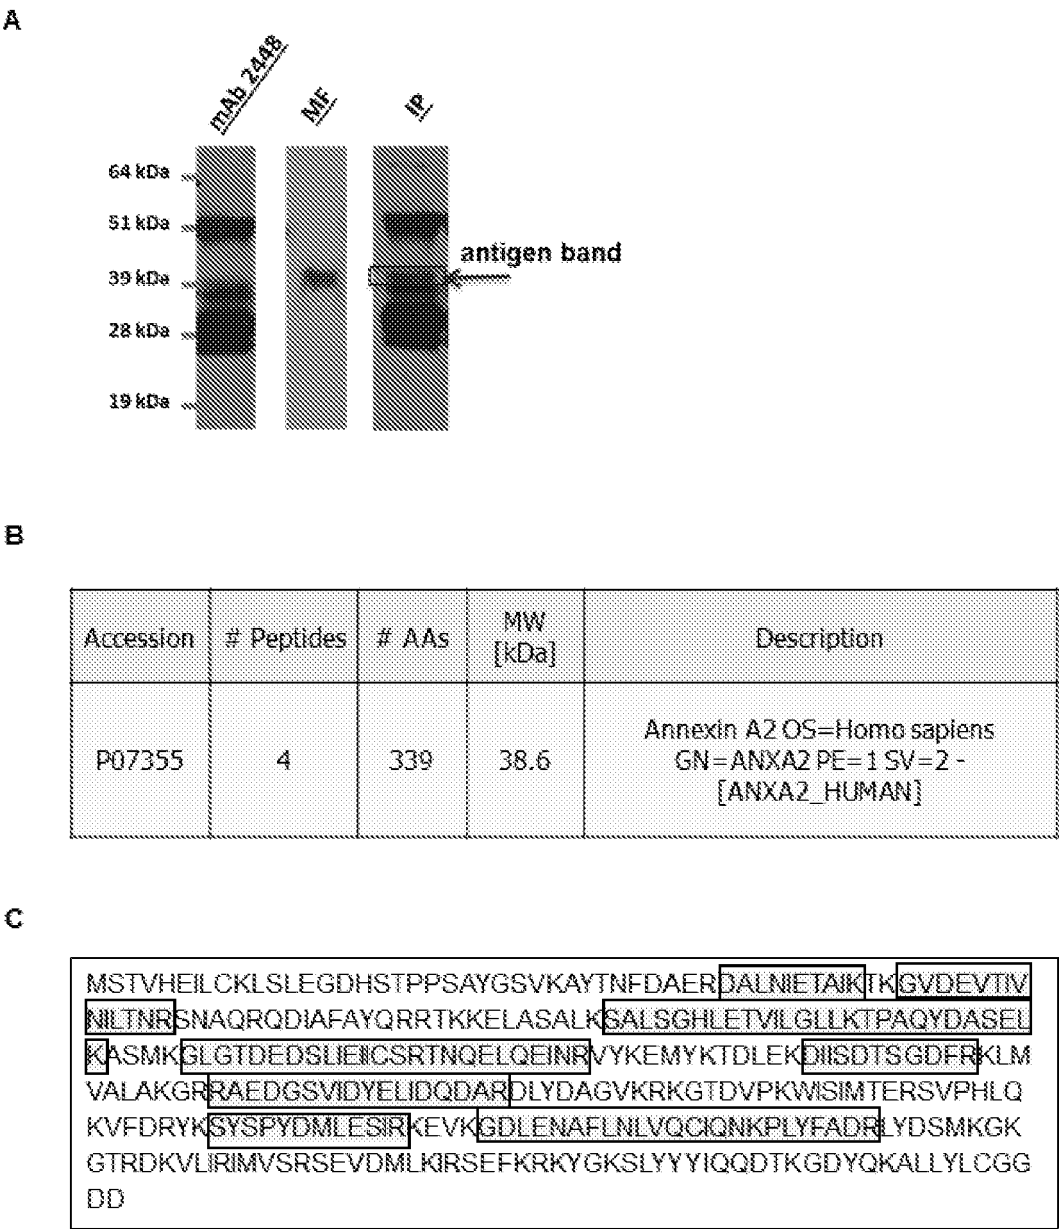 A
mAb 2448
MF
IP
64 kDa
51 kDa
antigen band
39 kDa
28 kDa
19 kDa
B
Accession
# Peptides
# AAs
MW
[kDa]
Description
P07355
4
339
38.6
Annexin A2 OS=Homo sapiens
GN=ANXA2 PE=1 SV=2 -
[ANXA2_HUMAN]
C
MSTVHEILCKLSLEGDHSTPPSAYGSVKAYTNFDAERDALNIETAIKTKGVDEVTIV
NILTNRSNAQRQDIAFAYQRRTKKELASALKSALSGHLETVILGLLKTPAQYDASEL
KASMKGLGTDEDSLIEIICSRTNQELQEINRVYKEMYKTDLEKDIISDTSGDFRKLM
VALAKGRRAEDGSVIDYELIDQDARDLYDAGVKRKGTDVPKWISIMTERSVPHLQ
KVFDRYKSYSPYDMLESIRKEVKGDLENAFLNLVQCIQNKPLYFADRLYDSMKGK
GTRDKVLIRIMVSRSEVDMLKIRSEFKRKYGKSLYYYIQQDTKGDYQKALLYLCGG
DD